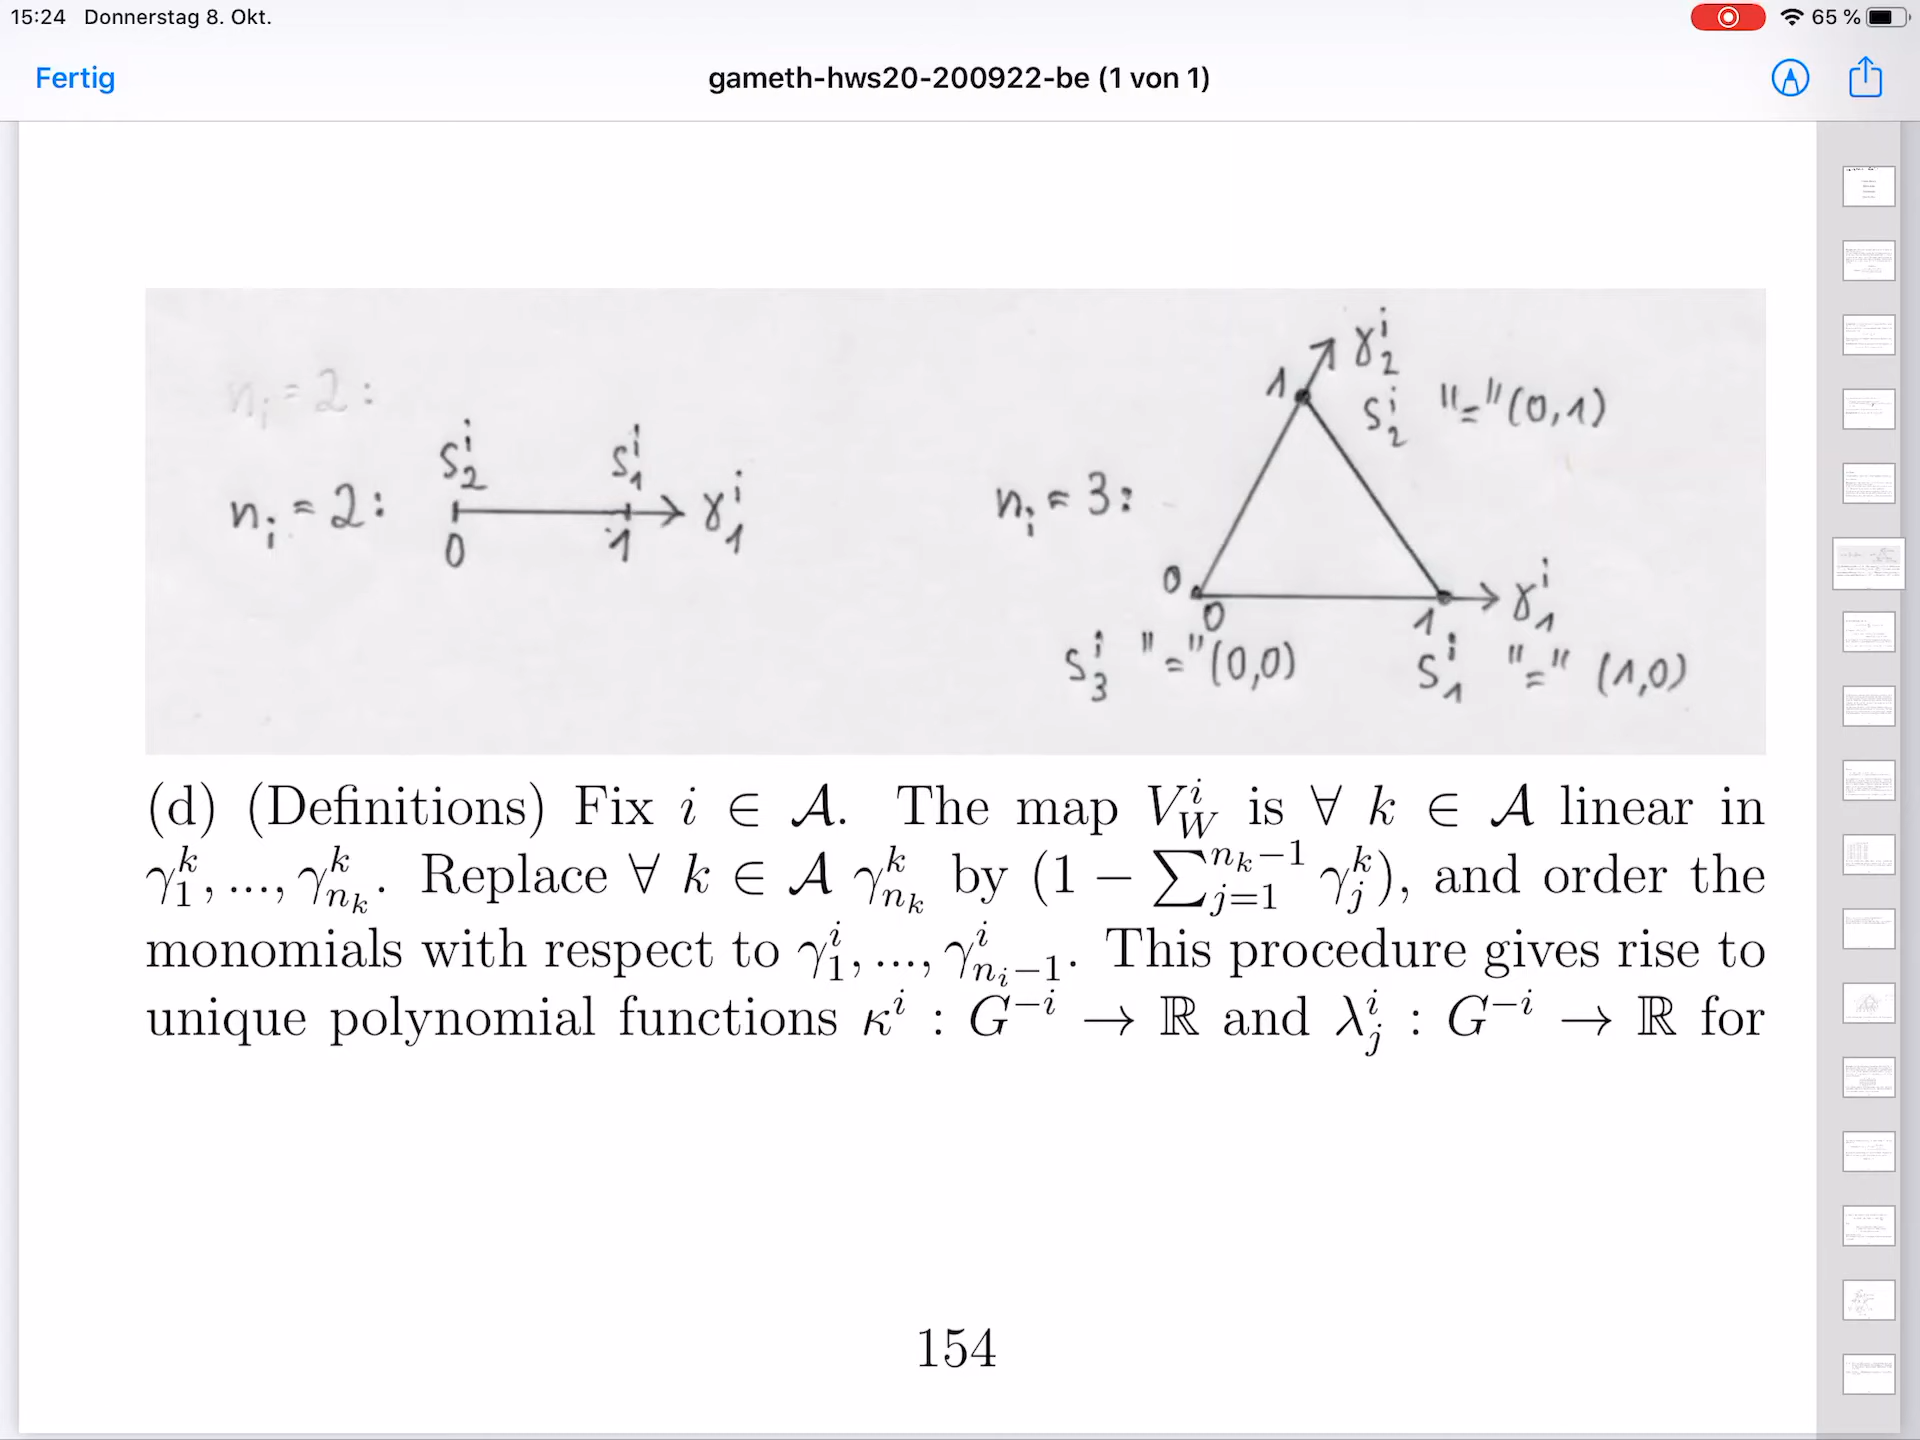 15:24 Donnerstag 8. Okt. 65 %
Fertig gameth-hws20-200922-be (1 von 1)
n_i = 2:
n_i = 2: s^i_2 s^i_1 γ^i_1
0 1
n_i = 3: 1 γ^i_2
s^i_2 "="(0,1)
0 0 1 γ^i_1
s^i_3 "="(0,0) s^i_1 "=" (1,0)
(d) (Definitions) Fix i ∈ 𝒜. The map V^i_W is ∀ k ∈ 𝒜 linear in
γ^k_1, ..., γ^k_{n_k}. Replace ∀ k ∈ 𝒜 γ^k_{n_k} by (1 − ∑^{n_k−1}_{j=1} γ^k_j), and order the
monomials with respect to γ^i_1, ..., γ^i_{n_i−1}. This procedure gives rise to
unique polynomial functions κ^i : G^{−i} → ℝ and λ^i_j : G^{−i} → ℝ for
154